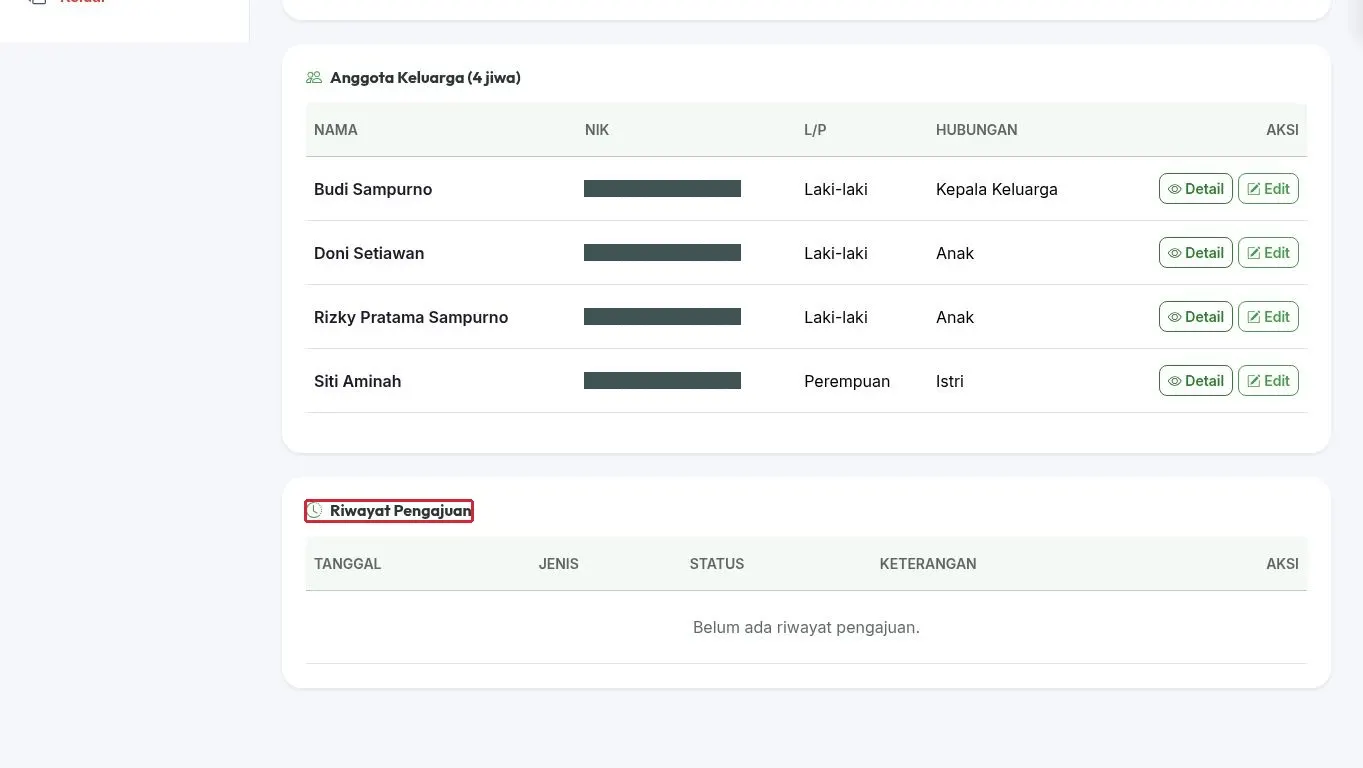 Keluar
Anggota Keluarga (4 jiwa)
NAMA NIK L/P HUBUNGAN AKSI
Budi Sampurno Laki-laki Kepala Keluarga Detail Edit
Doni Setiawan Laki-laki Anak Detail Edit
Rizky Pratama Sampurno Laki-laki Anak Detail Edit
Siti Aminah Perempuan Istri Detail Edit
Riwayat Pengajuan
TANGGAL JENIS STATUS KETERANGAN AKSI
Belum ada riwayat pengajuan.